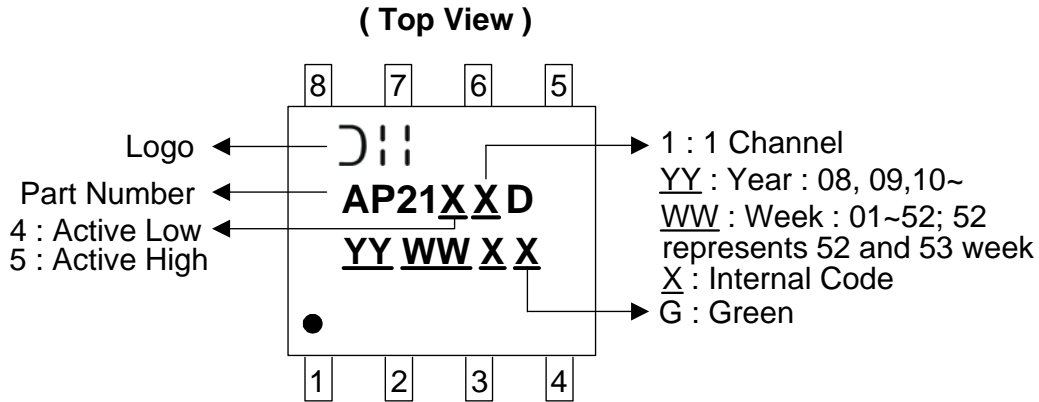 ( Top View )
8 7 6 5
Logo
Part Number
4 : Active Low
5 : Active High
AP21X X D
YY WW X X
1 : 1 Channel
YY : Year : 08, 09,10~
WW : Week : 01~52; 52
represents 52 and 53 week
X : Internal Code
G : Green
1 2 3 4